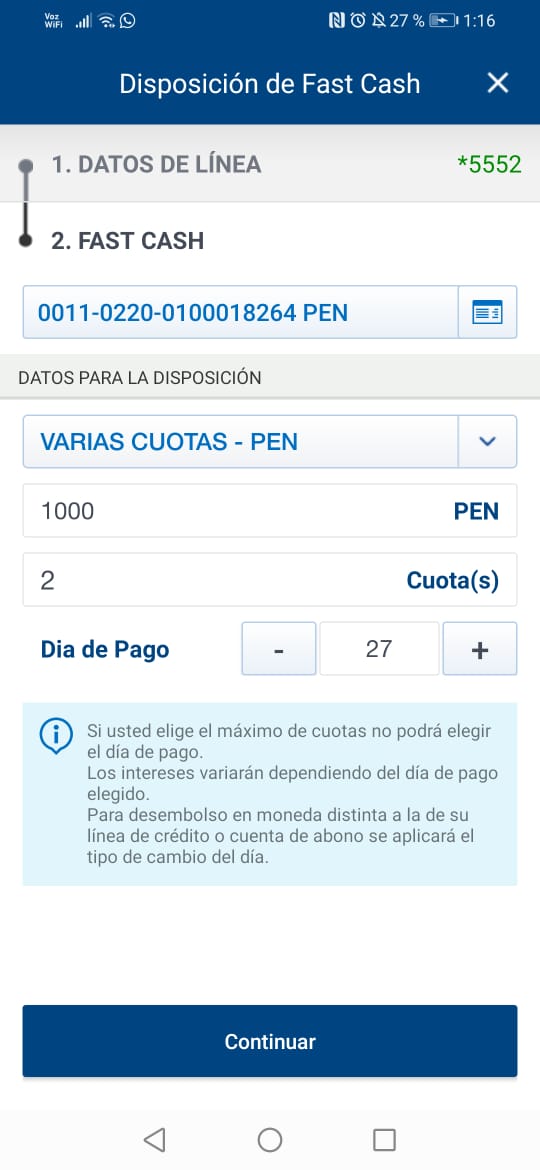 Voz
WiFi
27 %
1:16
Disposición de Fast Cash
1. DATOS DE LÍNEA
*5552
2. FAST CASH
0011-0220-0100018264 PEN
DATOS PARA LA DISPOSICIÓN
VARIAS CUOTAS - PEN
1000
PEN
2
Cuota(s)
Dia de Pago
-
27
+
Si usted elige el máximo de cuotas no podrá elegir
el día de pago.
Los intereses variarán dependiendo del día de pago
elegido.
Para desembolso en moneda distinta a la de su
línea de crédito o cuenta de abono se aplicará el
tipo de cambio del día.
Continuar